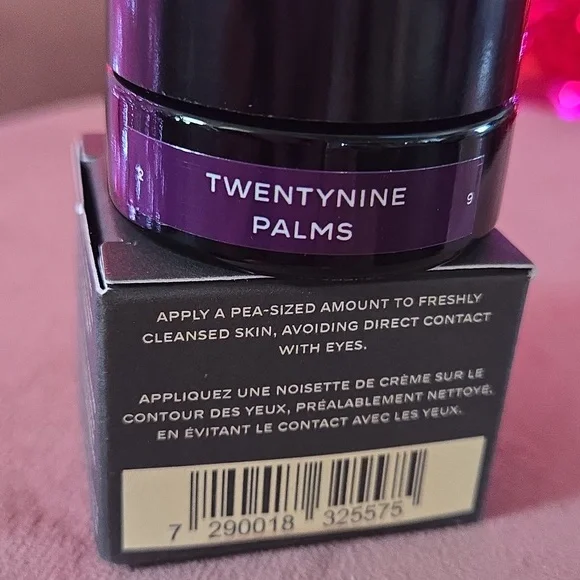 TWENTYNINE
PALMS
9
APPLY A PEA-SIZED AMOUNT TO FRESHLY
CLEANSED SKIN, AVOIDING DIRECT CONTACT
WITH EYES.
APPLIQUEZ UNE NOISETTE DE CRÈME SUR LE
CONTOUR DES YEUX, PRÉALABLEMENT NETTOYÉ,
EN ÉVITANT LE CONTACT AVEC LES YEUX.
7 290018 325575